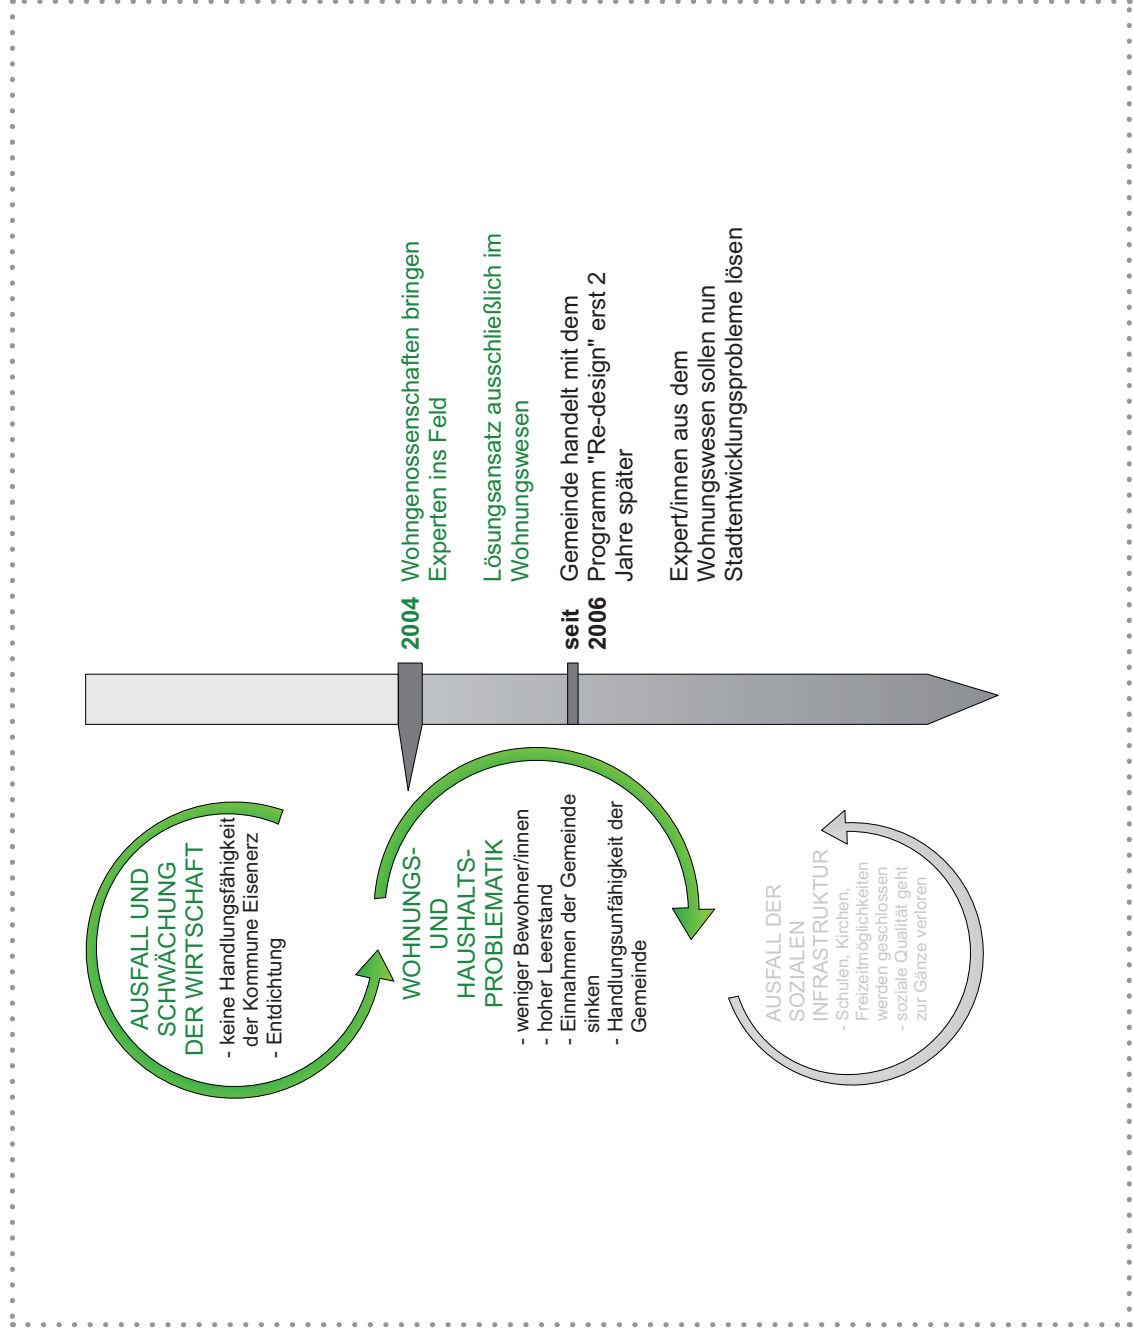 2004 Wohngenossenschaften bringen
Experten ins Feld
Lösungsansatz ausschließlich im
Wohnungswesen
seit Gemeinde handelt mit dem
2006 Programm "Re-design" erst 2
Jahre später
Expert/innen aus dem
Wohnungswesen sollen nun
Stadtentwicklungsprobleme lösen
AUSFALL UND
SCHWÄCHUNG
DER WIRTSCHAFT
- keine Handlungsfähigkeit
der Kommune Eisenerz
- Entdichtung
WOHNUNGS-
UND
HAUSHALTS-
PROBLEMATIK
- weniger Bewohner/innen
- hoher Leerstand
- Einnahmen der Gemeinde
sinken
- Handlungsunfähigkeit der
Gemeinde
AUSFALL DER
SOZIALEN
INFRASTRUKTUR
- Schulen, Kirchen,
Freizeitmöglichkeiten
werden geschlossen
- soziale Qualität geht
zur Gänze verloren